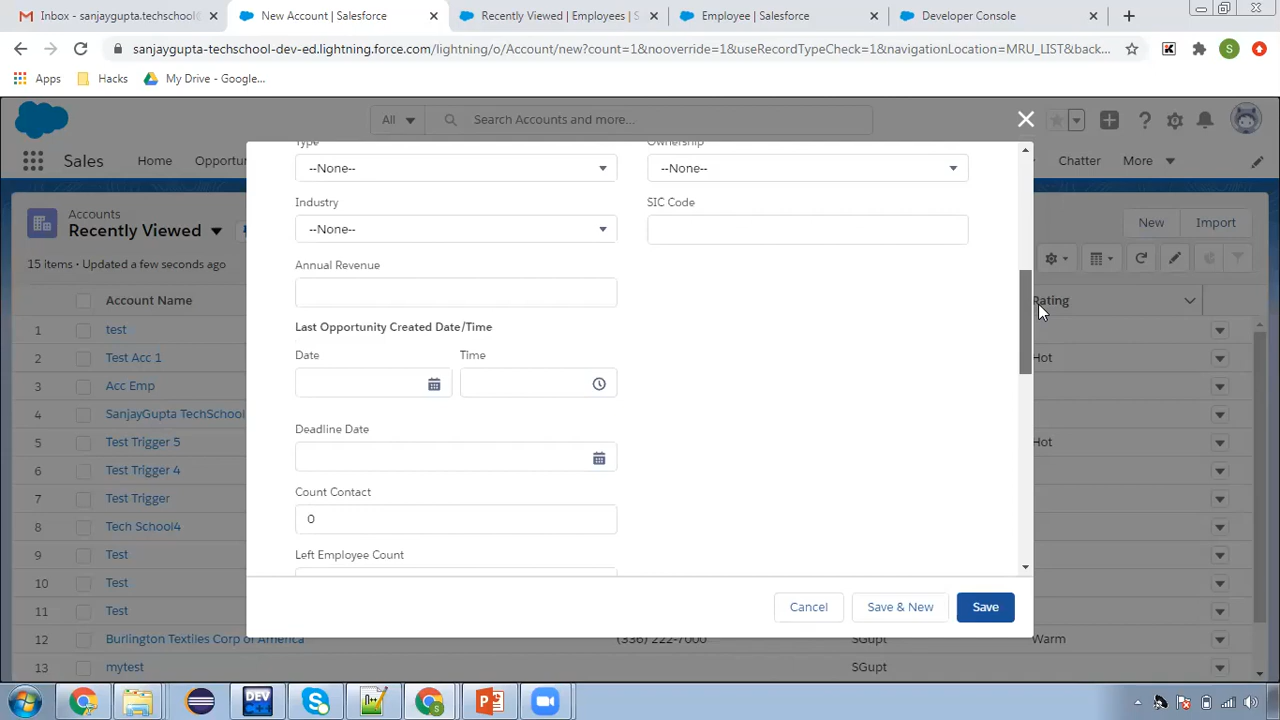 Inbox - sanjaygupta.techschool@
New Account | Salesforce
Recently Viewed | Employees | S
Employee | Salesforce
Developer Console
sanjaygupta-techschool-dev-ed.lightning.force.com/lightning/o/Account/new?count=1&nooverride=1&useRecordTypeCheck=1&navigationLocation=MRU_LIST&back...
S
Apps
Hacks
My Drive - Google...
All
Search Accounts and more...
Sales
Home
Opportu
Chatter
More
Type
Ownership
--None--
--None--
Industry
SIC Code
--None--
Annual Revenue
Last Opportunity Created Date/Time
Date
Time
Deadline Date
Count Contact
0
Left Employee Count
Cancel
Save & New
Save
Accounts
Recently Viewed
New
Import
15 items • Updated a few seconds ago
Account Name
Rating
1 test
2 Test Acc 1 Hot
3 Acc Emp
4 SanjayGupta TechSchool
5 Test Trigger 5 Hot
6 Test Trigger 4
7 Test Trigger
8 Tech School4
9 Test
10 Test
11 Test
12 Burlington Textiles Corp of America (336) 222-7000 SGupt Warm
13 mytest SGupt
DEV
C++